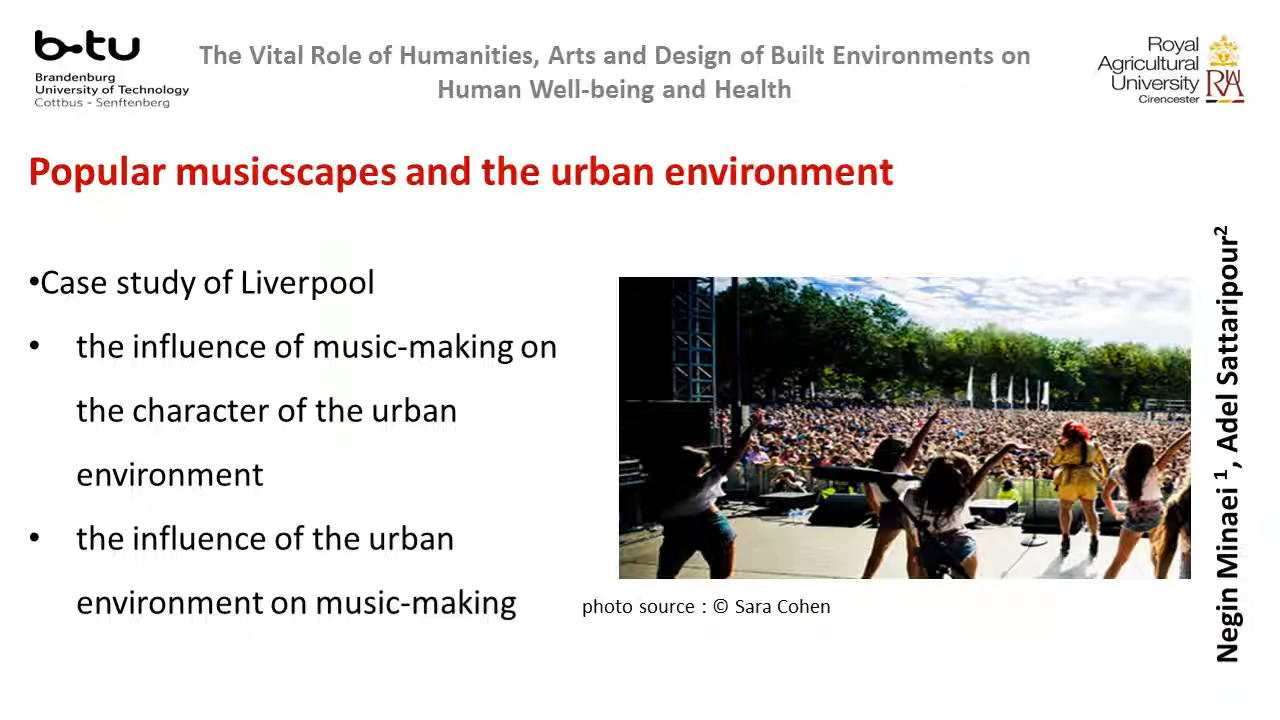 b-tu
Brandenburg
University of Technology
Cottbus - Senftenberg
The Vital Role of Humanities, Arts and Design of Built Environments on
Human Well-being and Health
Royal
Agricultural
University
Cirencester
Popular musicscapes and the urban environment
•Case study of Liverpool
• the influence of music-making on
the character of the urban
environment
• the influence of the urban
environment on music-making
photo source : © Sara Cohen
Negin Minaei ¹, Adel Sattaripour²